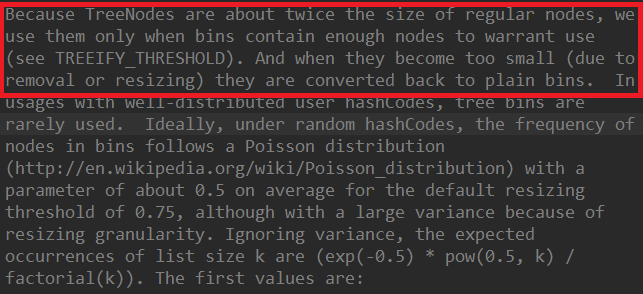 Because TreeNodes are about twice the size of regular nodes, we
use them only when bins contain enough nodes to warrant use
(see TREEIFY_THRESHOLD). And when they become too small (due to
removal or resizing) they are converted back to plain bins.  In
usages with well-distributed user hashCodes, tree bins are
rarely used.  Ideally, under random hashCodes, the frequency of
nodes in bins follows a Poisson distribution
(http://en.wikipedia.org/wiki/Poisson_distribution) with a
parameter of about 0.5 on average for the default resizing
threshold of 0.75, although with a large variance because of
resizing granularity. Ignoring variance, the expected
occurrences of list size k are (exp(-0.5) * pow(0.5, k) /
factorial(k)). The first values are: